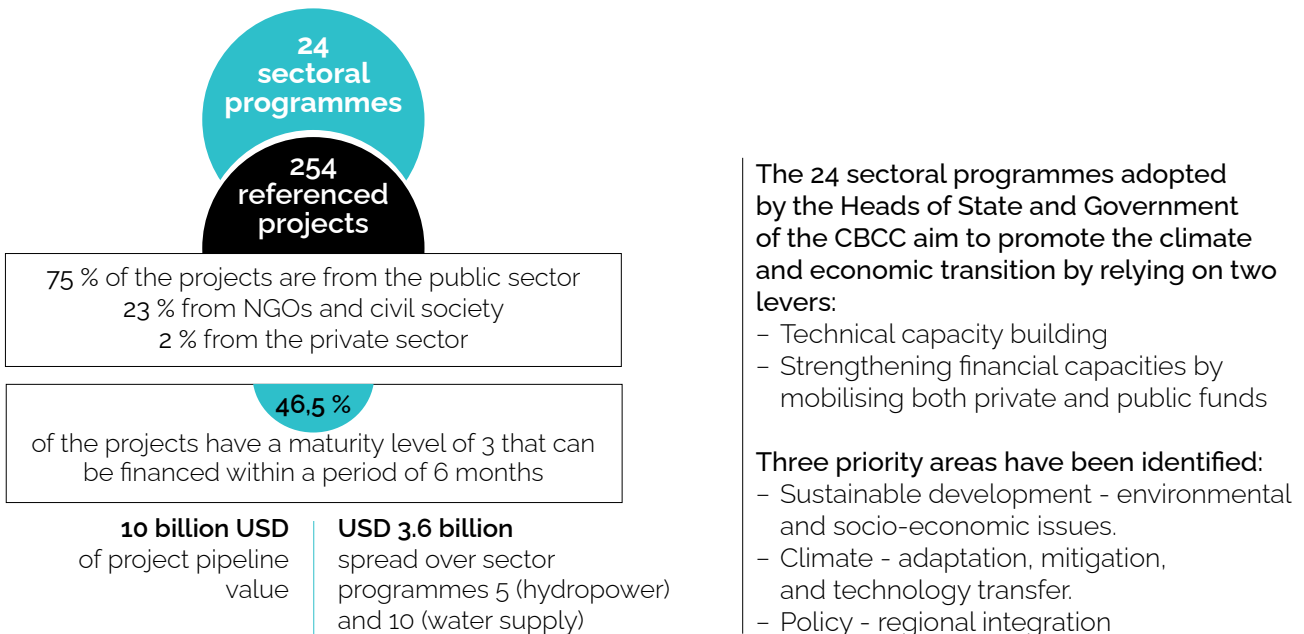 24
sectoral
programmes
254
referenced
projects
75 % of the projects are from the public sector
23 % from NGOs and civil society
2 % from the private sector
46,5 %
of the projects have a maturity level of 3 that can
be financed within a period of 6 months
10 billion USD
of project pipeline
value
USD 3.6 billion
spread over sector
programmes 5 (hydropower)
and 10 (water supply)
The 24 sectoral programmes adopted
by the Heads of State and Government
of the CBCC aim to promote the climate
and economic transition by relying on two
levers:
– Technical capacity building
– Strengthening financial capacities by
mobilising both private and public funds
Three priority areas have been identified:
– Sustainable development - environmental
and socio-economic issues.
– Climate - adaptation, mitigation,
and technology transfer.
– Policy - regional integration